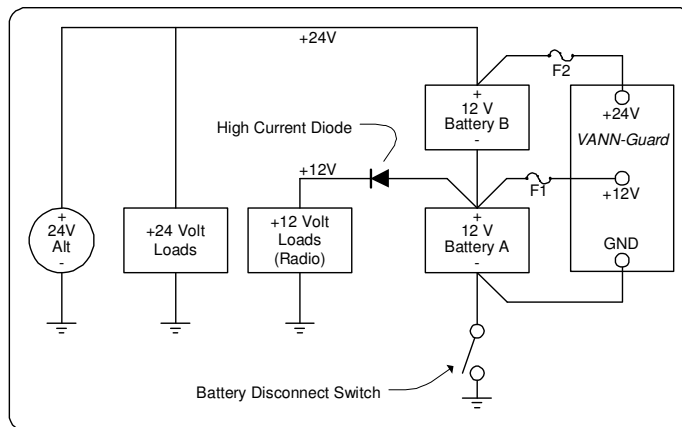 +24V
F2
+
12 V
Battery B
-
+24V
VANN-Guard
High Current Diode
+12V
F1
+12V
+
24V
Alt
-
+24 Volt
Loads
+12 Volt
Loads
(Radio)
+
12 V
Battery A
-
GND
Battery Disconnect Switch